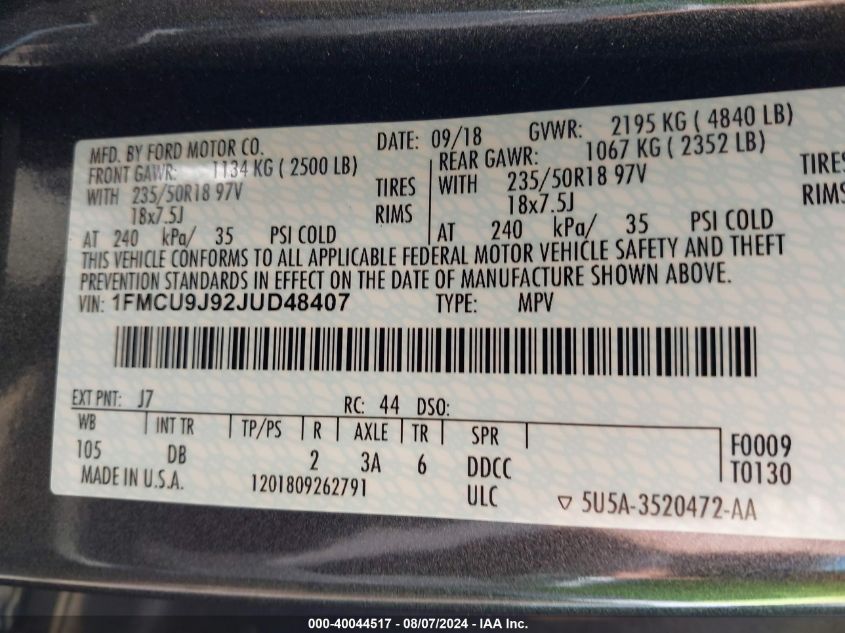 MFD. BY FORD MOTOR CO. DATE: 09/18 GVWR: 2195 KG ( 4840 LB)
FRONT GAWR: 1134 KG ( 2500 LB) REAR GAWR: 1067 KG ( 2352 LB)
WITH 235/50R18 97V TIRES WITH 235/50R18 97V TIRES
18x7.5J RIMS 18x7.5J RIMS
AT 240 kPa/ 35 PSI COLD AT 240 kPa/ 35 PSI COLD
THIS VEHICLE CONFORMS TO ALL APPLICABLE FEDERAL MOTOR VEHICLE SAFETY AND THEFT
PREVENTION STANDARDS IN EFFECT ON THE DATE OF MANUFACTURE SHOWN ABOVE.
VIN: 1FMCU9J92JUD48407 TYPE: MPV
EXT PNT: J7 RC: 44 DSO:
WB INT TR TP/PS R AXLE TR SPR
105 DB 2 3A 6 DDCC F0009
MADE IN U.S.A. 1201809262791 ULC T0130
▽ 5U5A-3520472-AA
000-40044517 - 08/07/2024 - IAA Inc.